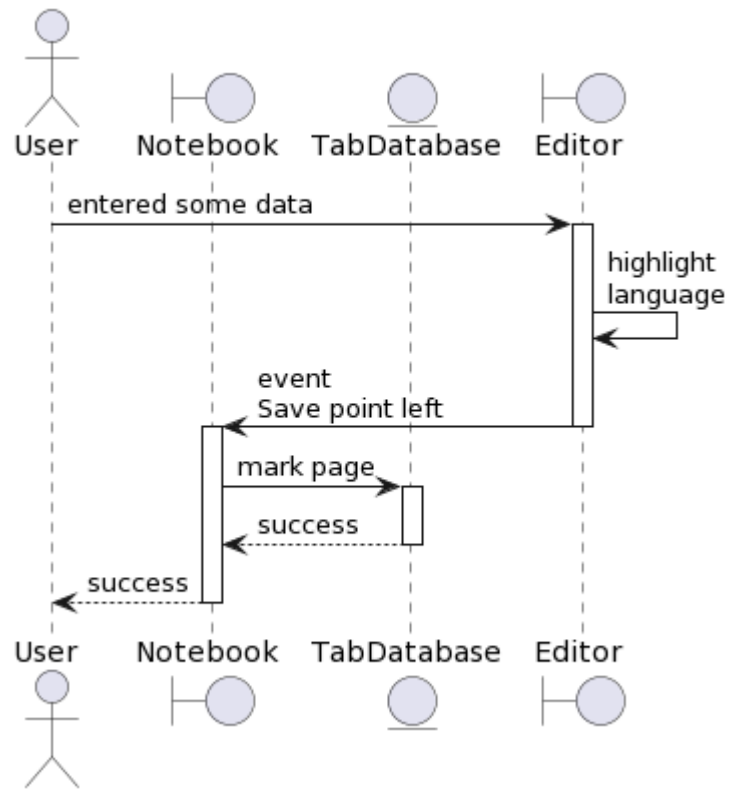 User Notebook TabDatabase Editor
entered some data
highlight
language
event
Save point left
mark page
success
success
User Notebook TabDatabase Editor